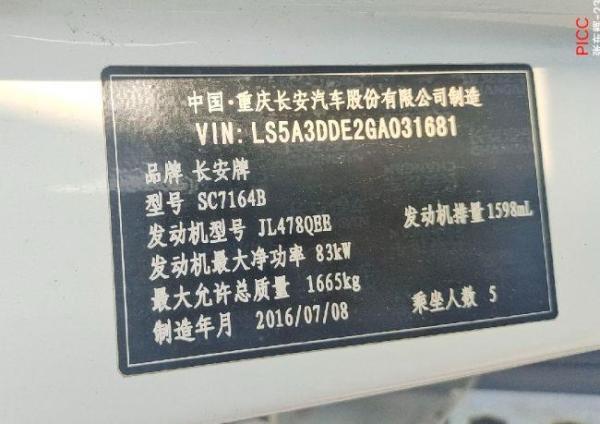 中国·重庆长安汽车股份有限公司制造
VIN: LS5A3DDE2GA031681
品牌 长安牌
型号 SC7164B
发动机型号 JL478QEE 发动机排量 1598mL
发动机最大净功率 83kW
最大允许总质量 1665kg
制造年月 2016/07/08 乘坐人数 5
PICC